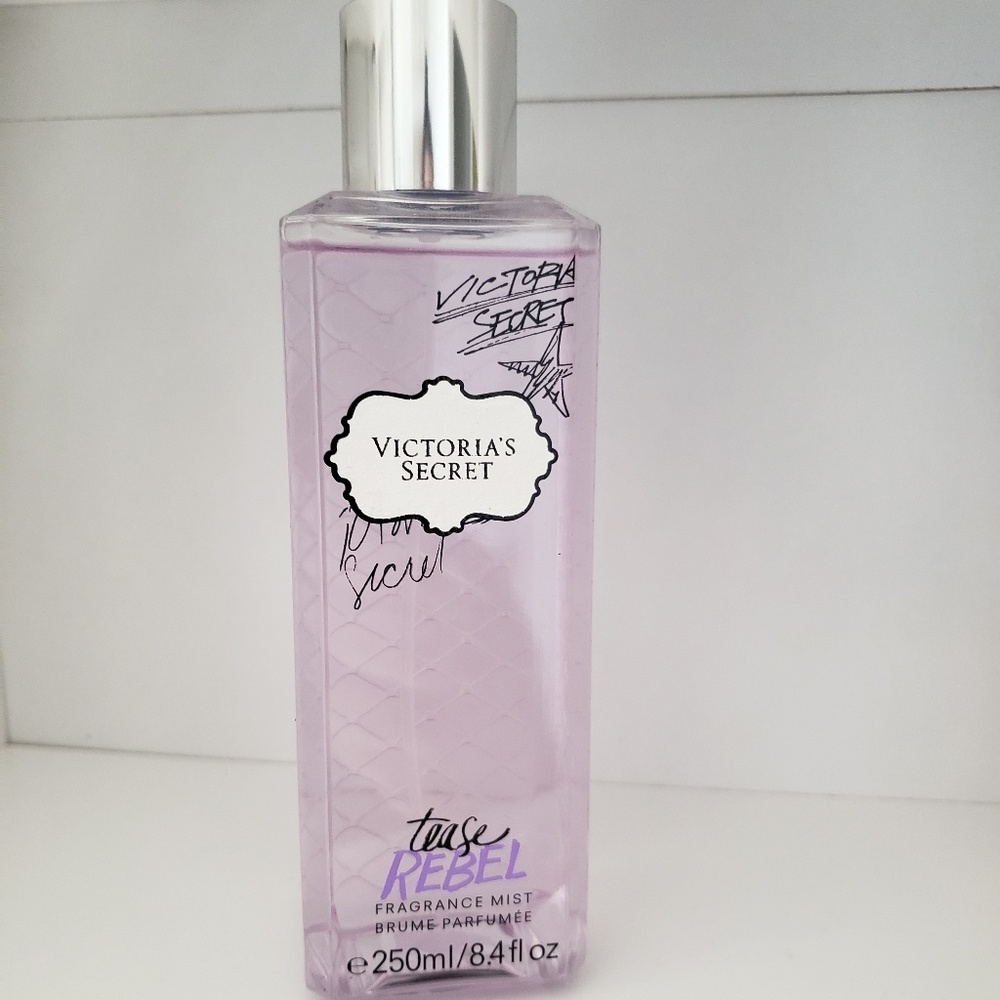 VICTORIA
SECRET
VICTORIA'S
SECRET
Secret
tease
REBEL
FRAGRANCE MIST
BRUME PARFUMÉE
℮250ml/8.4fl oz